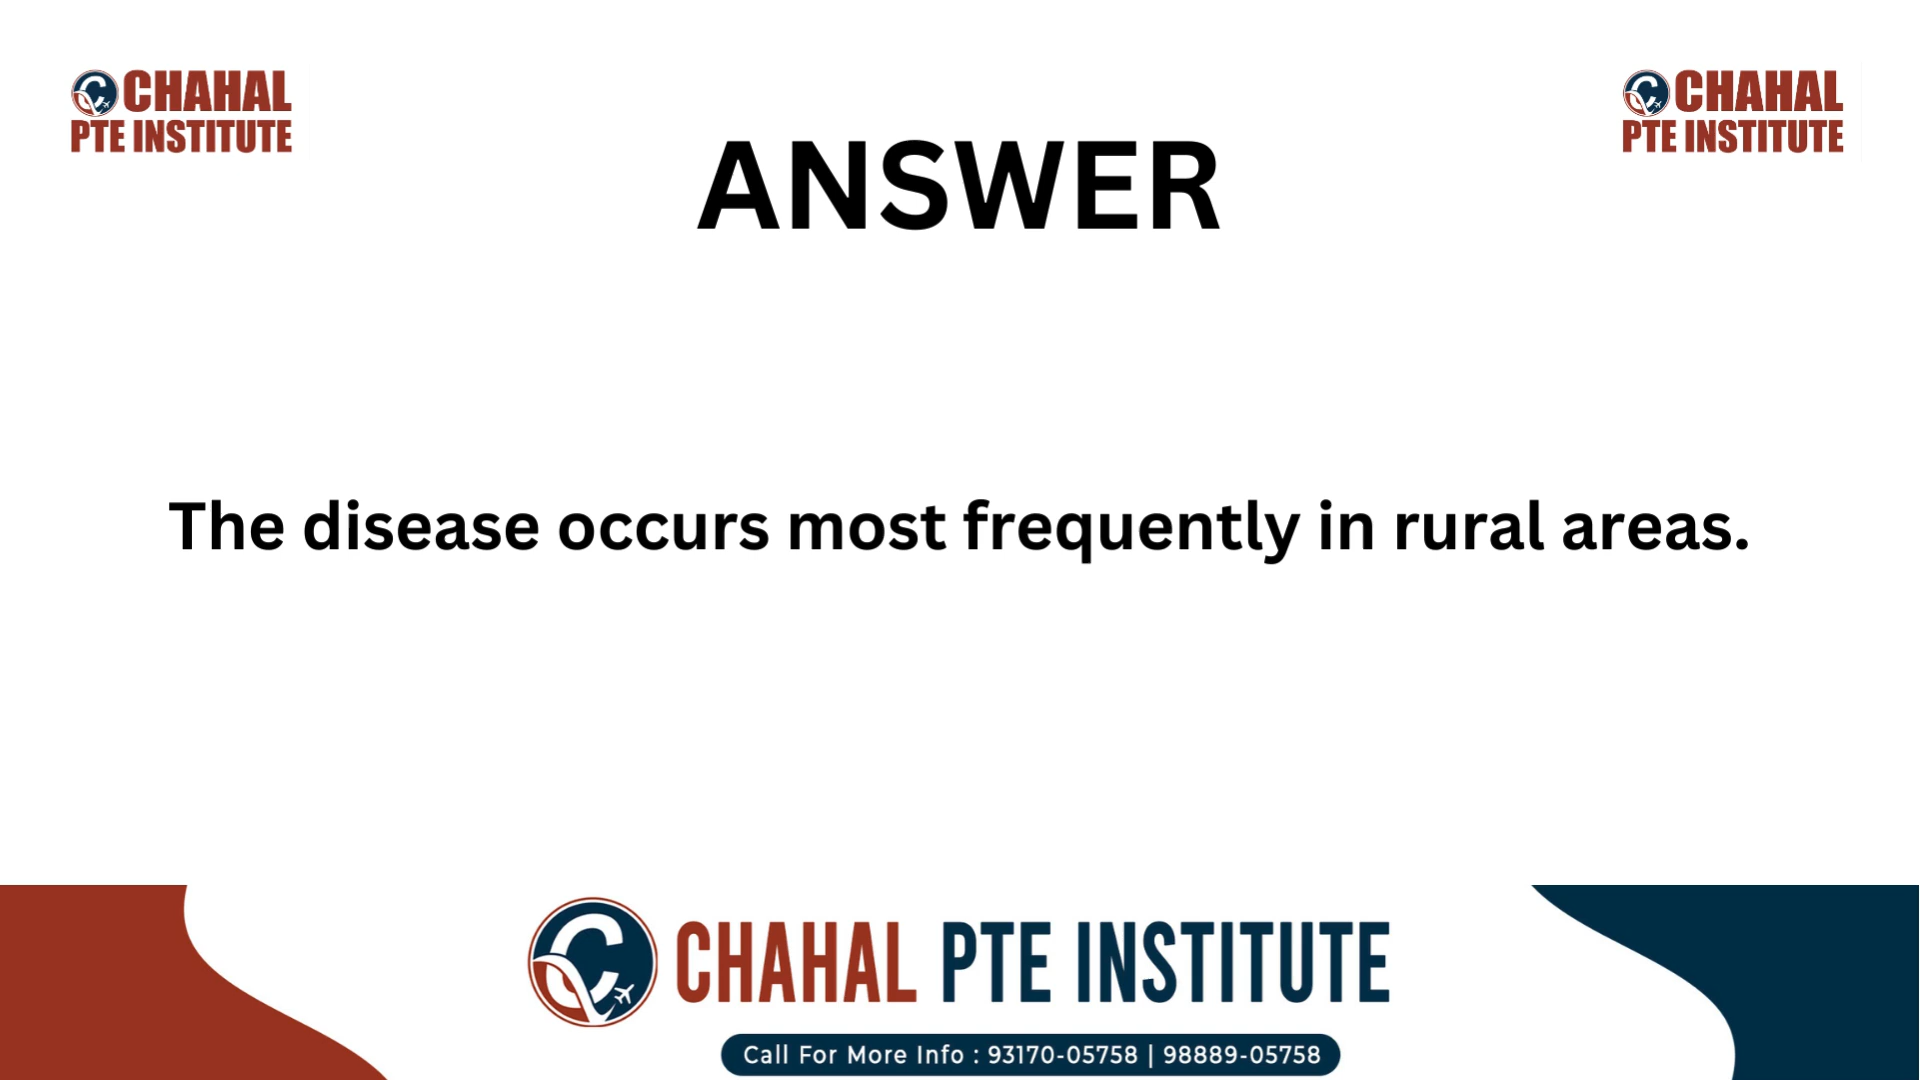 CHAHAL
PTE INSTITUTE
CHAHAL
PTE INSTITUTE
ANSWER
The disease occurs most frequently in rural areas.
CHAHAL PTE INSTITUTE
Call For More Info : 93170-05758 | 98889-05758